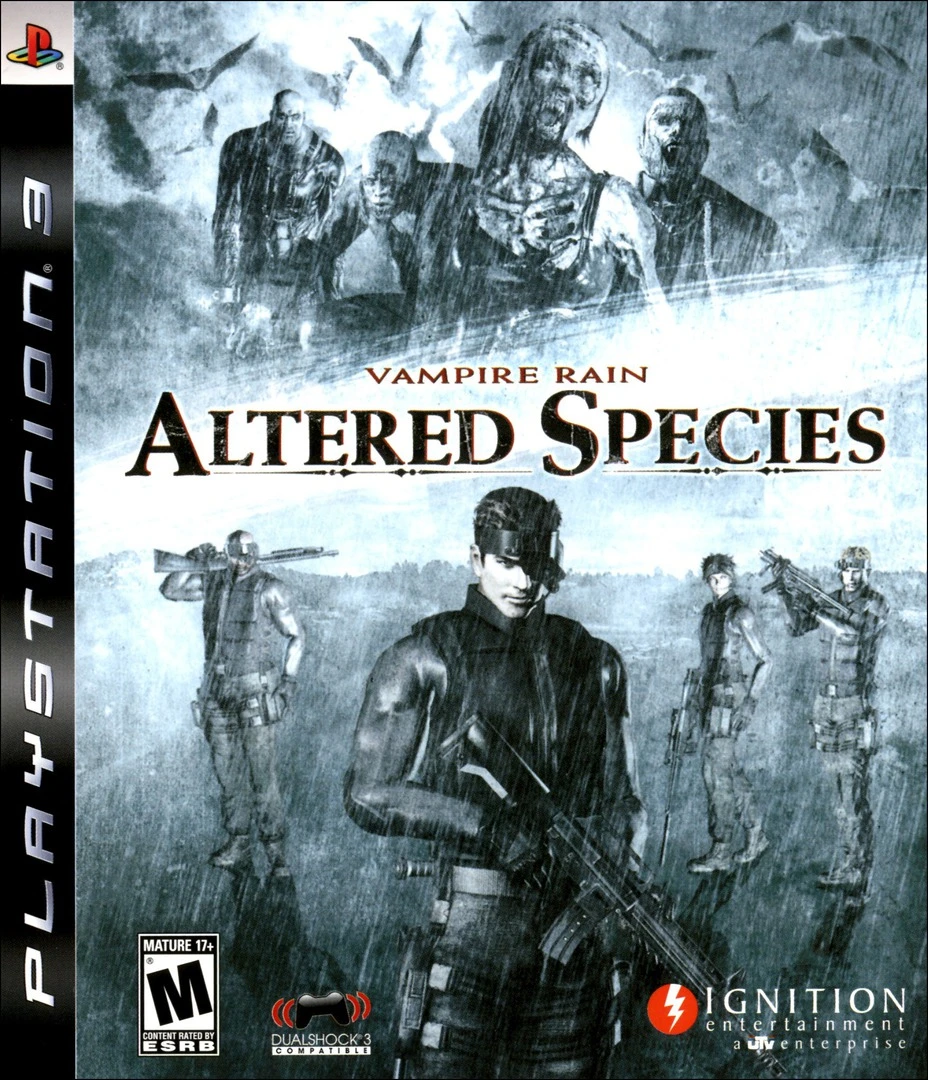 PLAYSTATION®3
VAMPIRE RAIN
ALTERED SPECIES
MATURE 17+
M
®
CONTENT RATED BY
ESRB
DUALSHOCK 3
COMPATIBLE
IGNITION
entertainment
a utv enterprise